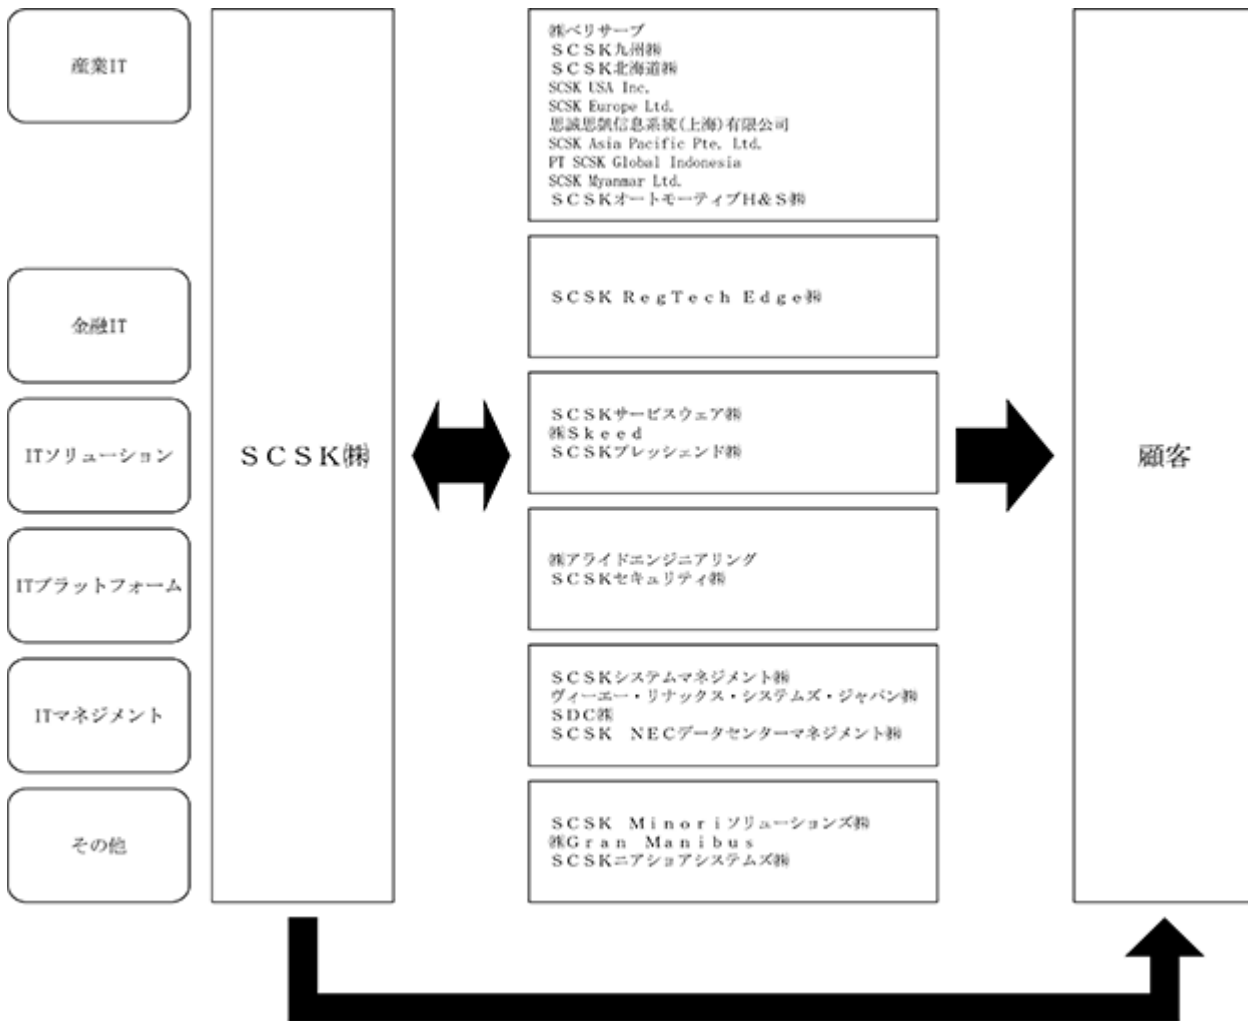 産業IT
㈱ベリサーブ
ＳＣＳＫ九州㈱
ＳＣＳＫ北海道㈱
SCSK USA Inc.
SCSK Europe Ltd.
思誠思凱信息系統(上海)有限公司
SCSK Asia Pacific Pte. Ltd.
PT SCSK Global Indonesia
SCSK Myanmar Ltd.
ＳＣＳＫオートモーティブＨ＆Ｓ㈱
金融IT
ＳＣＳＫ　ＲｅｇＴｅｃｈ　Ｅｄｇｅ㈱
ITソリューション
ＳＣＳＫ㈱
ＳＣＳＫサービスウェア㈱
㈱Ｓｋｅｅｄ
ＳＣＳＫプレッシェンド㈱
顧客
ITプラットフォーム
㈱アライドエンジニアリング
ＳＣＳＫセキュリティ㈱
ITマネジメント
ＳＣＳＫシステムマネジメント㈱
ヴィーエー・リナックス・システムズ・ジャパン㈱
ＳＤＣ㈱
ＳＣＳＫ　ＮＥＣデータセンターマネジメント㈱
その他
ＳＣＳＫ　Ｍｉｎｏｒｉソリューションズ㈱
㈱Ｇｒａｎ　Ｍａｎｉｂｕｓ
ＳＣＳＫニアショアシステムズ㈱